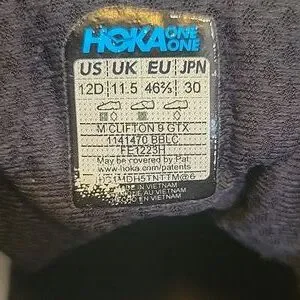 HOKA ONE ONE
US UK EU JPN
12D 11.5 46⅔ 30
M CLIFTON 9 GTX
1141470 BBLC
FE1223H
May be covered by Pat:
www.hoka.com/patents
MADE IN VIETNAM